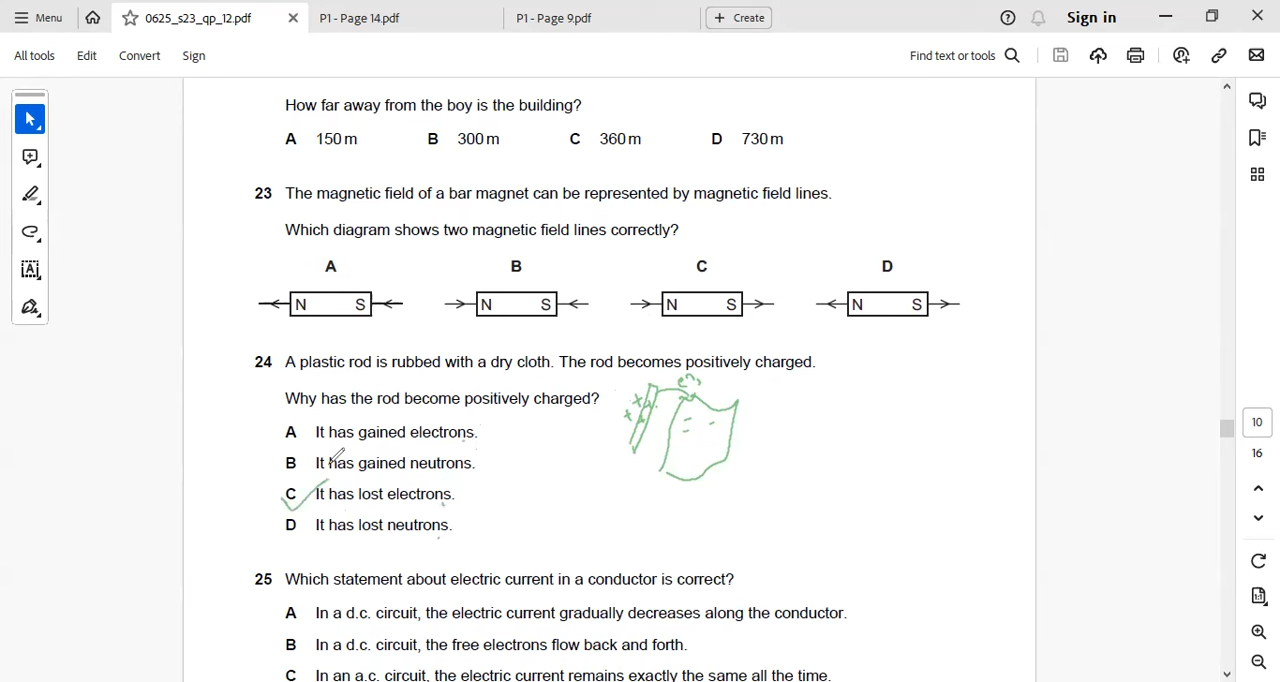 Menu 0625_s23_qp_12.pdf P1 - Page 14.pdf P1 - Page 9.pdf + Create Sign in
All tools Edit Convert Sign Find text or tools
How far away from the boy is the building?
A 150 m B 300 m C 360 m D 730 m
23 The magnetic field of a bar magnet can be represented by magnetic field lines.
Which diagram shows two magnetic field lines correctly?
A B C D
N S N S N S N S
24 A plastic rod is rubbed with a dry cloth. The rod becomes positively charged.
Why has the rod become positively charged?
A It has gained electrons.
B It has gained neutrons.
C It has lost electrons.
D It has lost neutrons.
10
16
25 Which statement about electric current in a conductor is correct?
A In a d.c. circuit, the electric current gradually decreases along the conductor.
B In a d.c. circuit, the free electrons flow back and forth.
C In an a.c. circuit, the electric current remains exactly the same all the time.